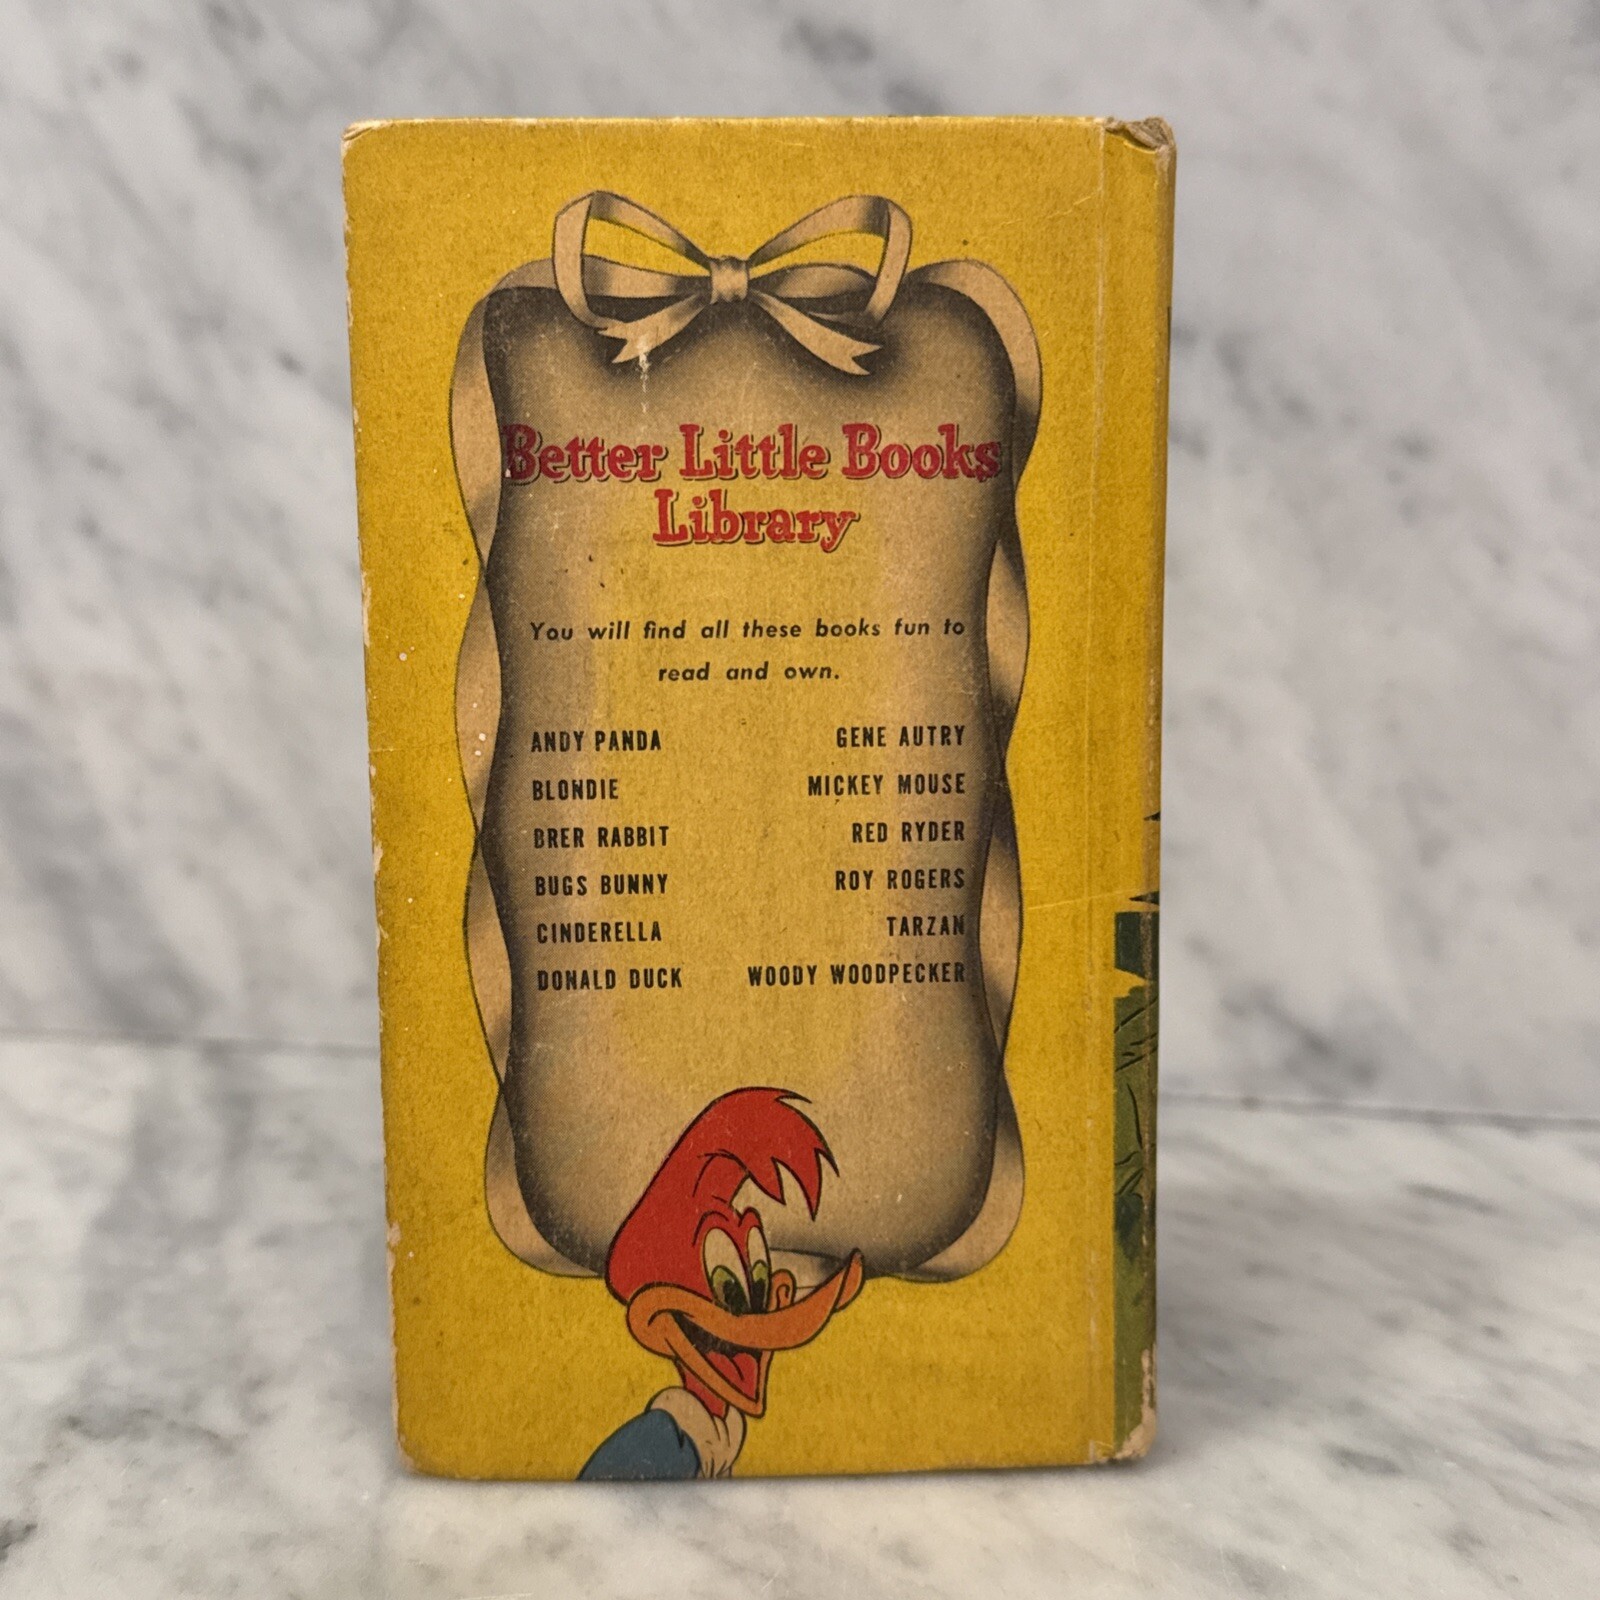 Better Little Books
Library
You will find all these books fun to
read and own.
ANDY PANDA
BLONDIE
BRER RABBIT
BUGS BUNNY
CINDERELLA
DONALD DUCK
GENE AUTRY
MICKEY MOUSE
RED RYDER
ROY ROGERS
TARZAN
WOODY WOODPECKER